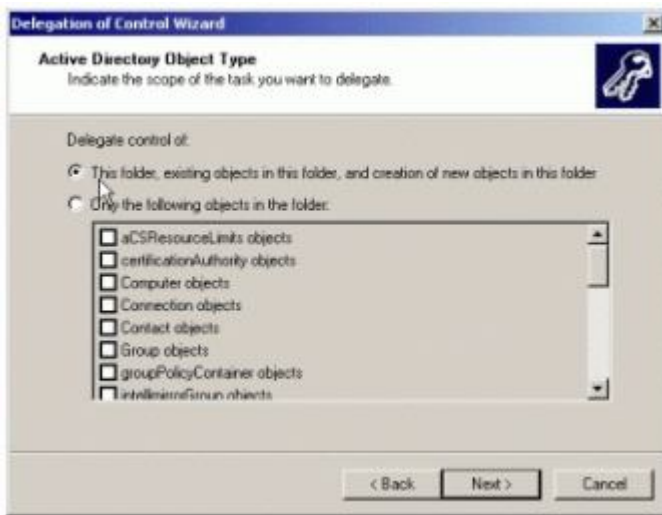 Delegation of Control Wizard
Active Directory Object Type
Indicate the scope of the task you want to delegate.
Delegate control of:
This folder, existing objects in this folder, and creation of new objects in this folder
Only the following objects in the folder:
aCSResourceLimits objects
certificationAuthority objects
Computer objects
Connection objects
Contact objects
Group objects
groupPolicyContainer objects
intellimirrorGroup objects
< Back
Next >
Cancel